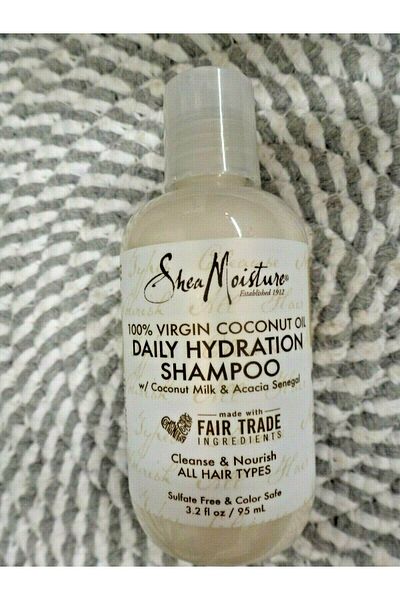 SheaMoisture®
Established 1912
100% VIRGIN COCONUT OIL
DAILY HYDRATION
SHAMPOO
w/ Coconut Milk & Acacia Senegal
made with
FAIR TRADE
INGREDIENTS
Cleanse & Nourish
ALL HAIR TYPES
Sulfate Free & Color Safe
3.2 fl oz / 95 mL